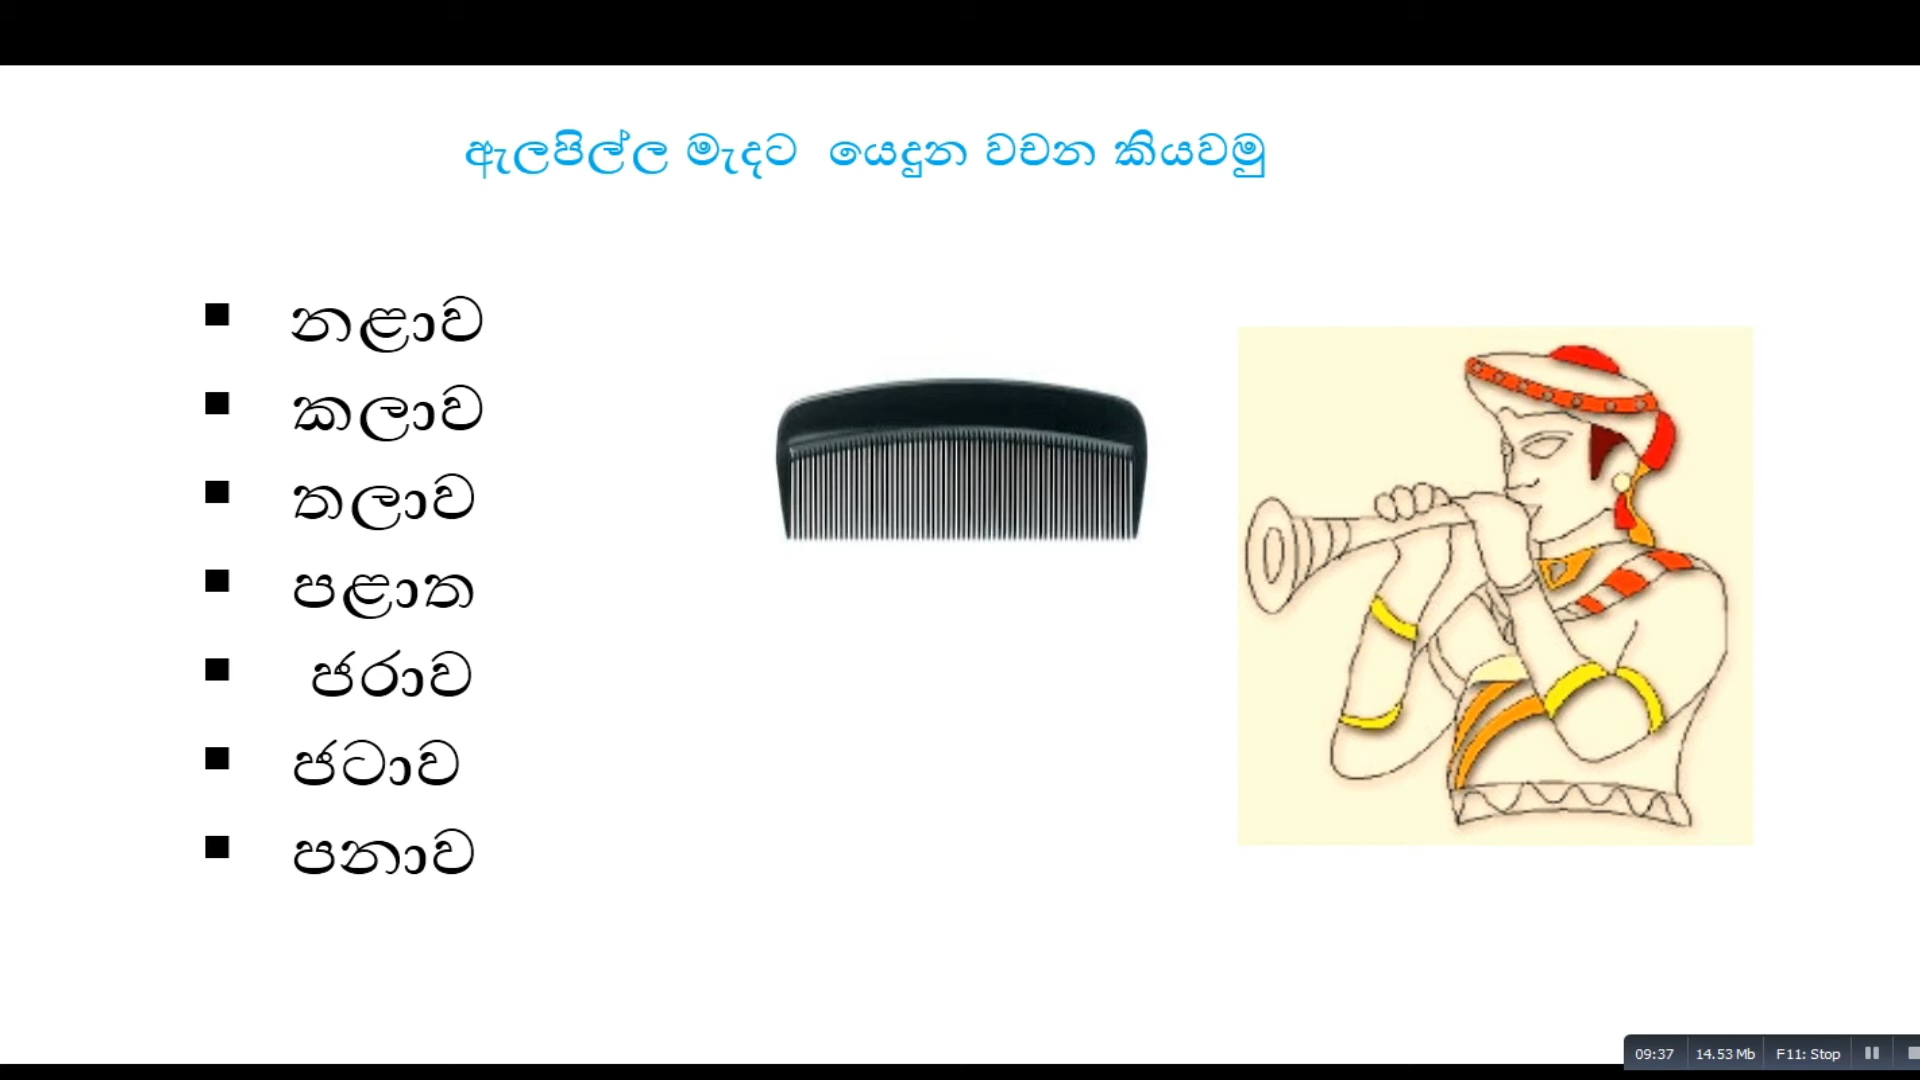 ඇලපිල්ල මැදට යෙදුන වචන කියවමු
නළාව
කලාව
තලාව
පළාත
ජරාව
ජටාව
පනාව
09:37 14.53 Mb F11: Stop